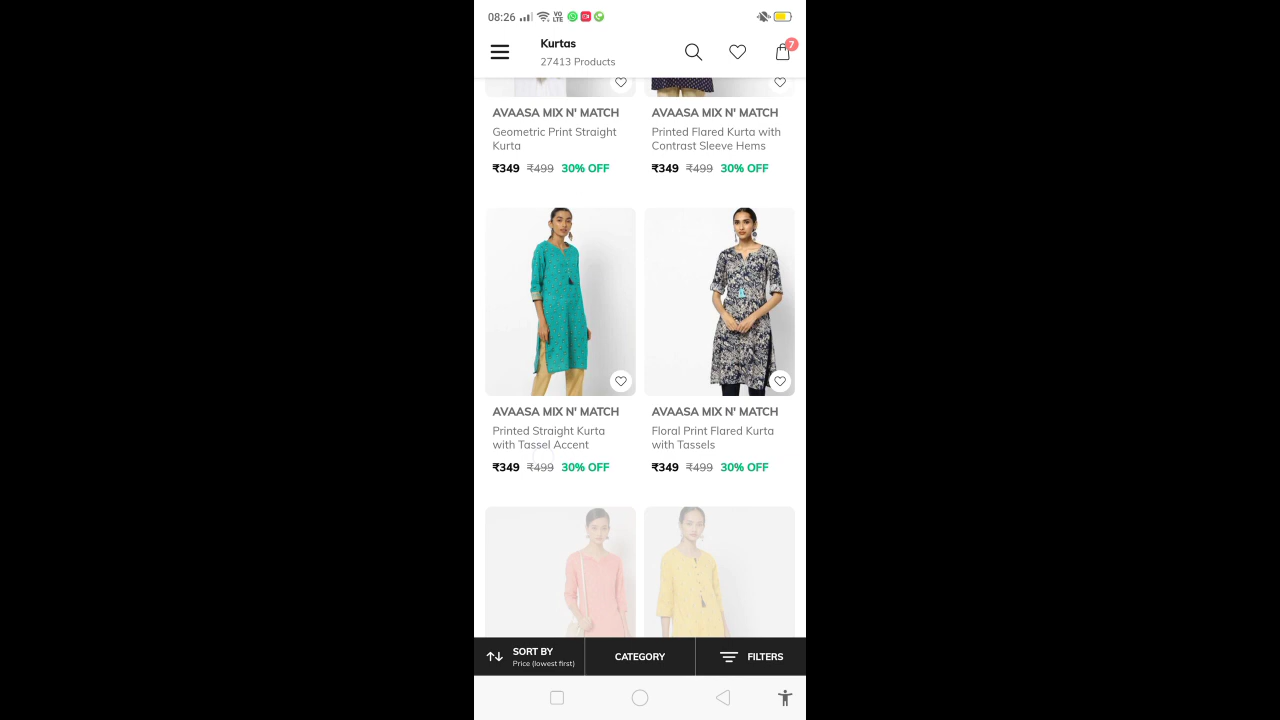 08:26
VO
LTE
Kurtas
27413 Products
7
AVAASA MIX N' MATCH
Geometric Print Straight
Kurta
₹349 ₹499 30% OFF
AVAASA MIX N' MATCH
Printed Flared Kurta with
Contrast Sleeve Hems
₹349 ₹499 30% OFF
AVAASA MIX N' MATCH
Printed Straight Kurta
with Tassel Accent
₹349 ₹499 30% OFF
AVAASA MIX N' MATCH
Floral Print Flared Kurta
with Tassels
₹349 ₹499 30% OFF
SORT BY
Price (lowest first)
CATEGORY
FILTERS